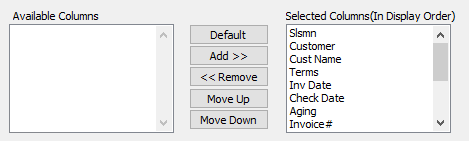 Available Columns
Default
Add >>
<< Remove
Move Up
Move Down
Selected Columns(In Display Order)
Slsmn
Customer
Cust Name
Terms
Inv Date
Check Date
Aging
Invoice#